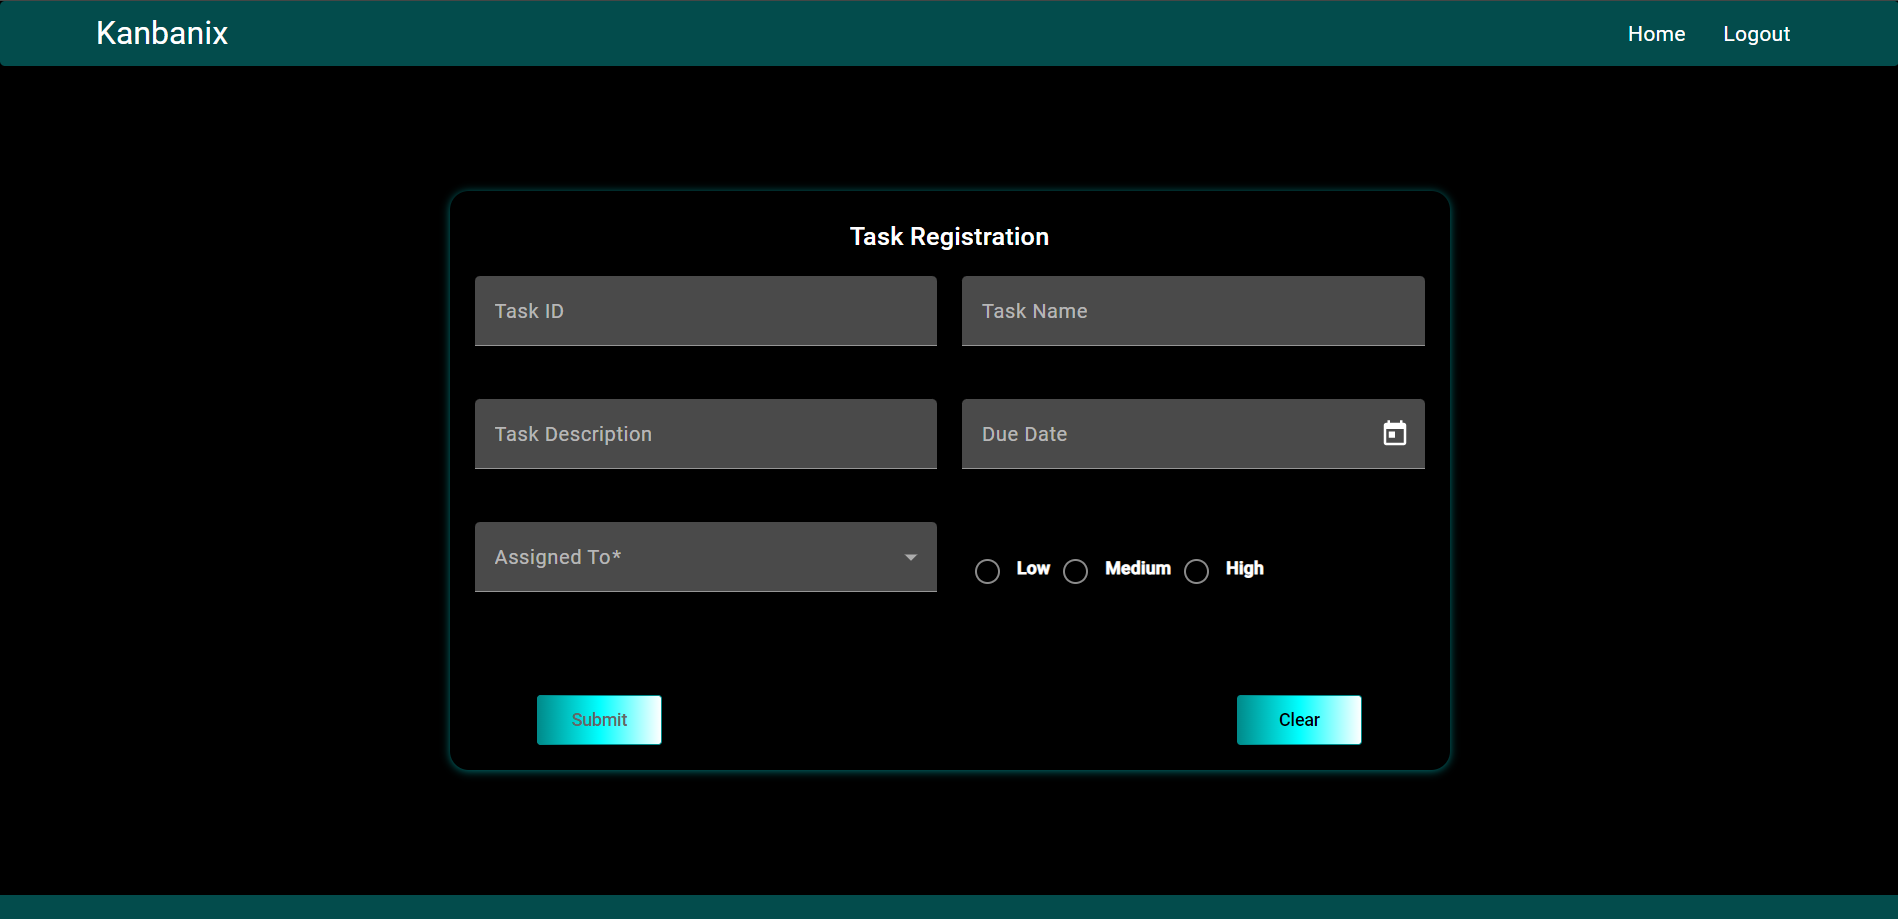 Kanbanix
Home Logout
Task Registration
Task ID
Task Name
Task Description
Due Date
Assigned To*
Low Medium High
Submit
Clear